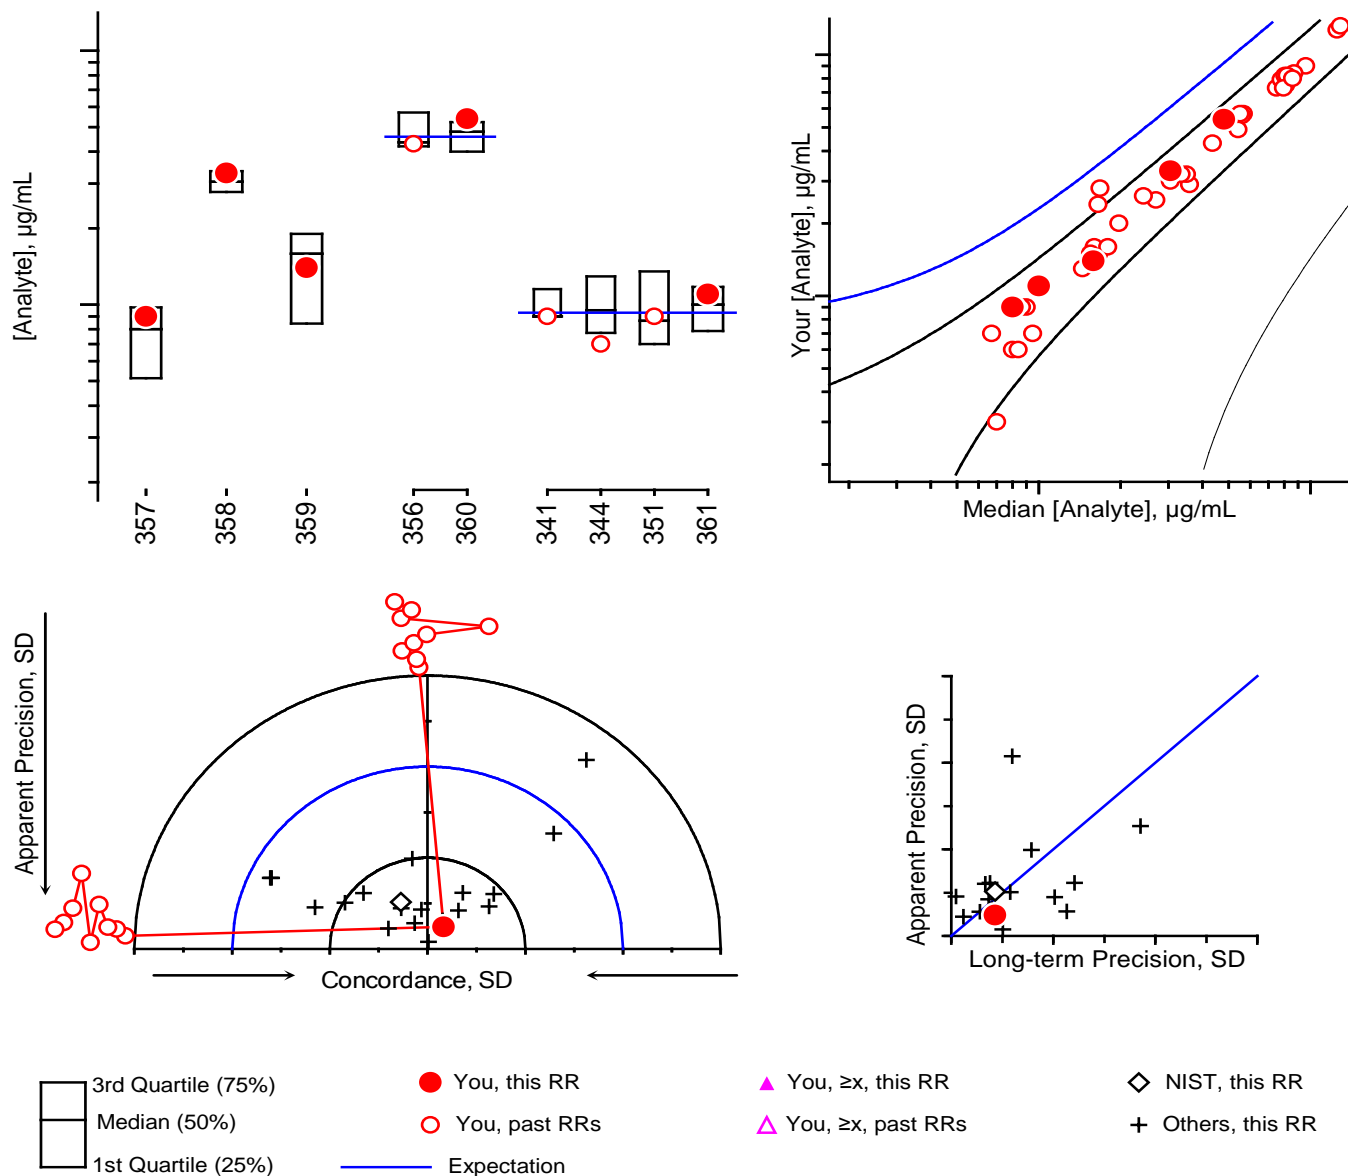 [Analyte], µg/mL
357
358
359
356
360
341
344
351
361
Your [Analyte], µg/mL
Median [Analyte], µg/mL
Apparent Precision, SD
Concordance, SD
Apparent Precision, SD
Long-term Precision, SD
3rd Quartile (75%)
Median (50%)
1st Quartile (25%)
You, this RR
You, past RRs
Expectation
You, ≥x, this RR
You, ≥x, past RRs
NIST, this RR
Others, this RR